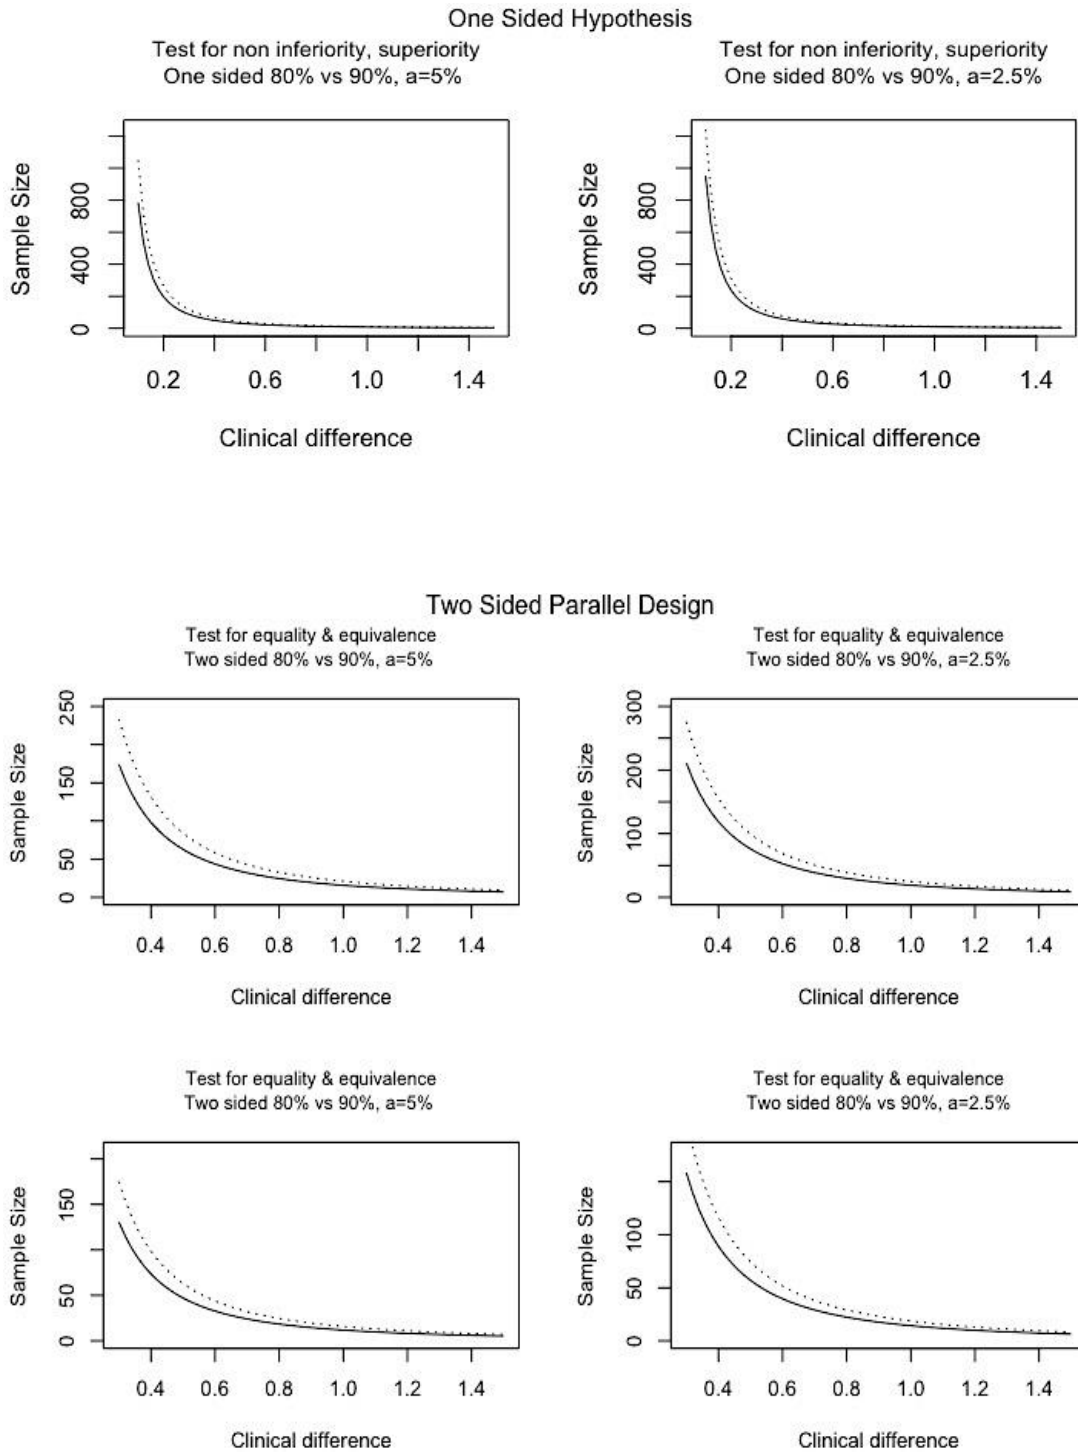 One Sided Hypothesis
Test for non inferiority, superiority
One sided 80% vs 90%, a=5%
Sample Size
800
400
0
0.2 0.6 1.0 1.4
Clinical difference
Test for non inferiority, superiority
One sided 80% vs 90%, a=2.5%
Sample Size
800
400
0
0.2 0.6 1.0 1.4
Clinical difference
Two Sided Parallel Design
Test for equality & equivalence
Two sided 80% vs 90%, a=5%
Sample Size
250
150
50
0
0.4 0.6 0.8 1.0 1.2 1.4
Clinical difference
Test for equality & equivalence
Two sided 80% vs 90%, a=2.5%
Sample Size
300
200
100
0
0.4 0.6 0.8 1.0 1.2 1.4
Clinical difference
Test for equality & equivalence
Two sided 80% vs 90%, a=5%
Sample Size
150
50
0
0.4 0.6 0.8 1.0 1.2 1.4
Clinical difference
Test for equality & equivalence
Two sided 80% vs 90%, a=2.5%
Sample Size
100
50
0
0.4 0.6 0.8 1.0 1.2 1.4
Clinical difference